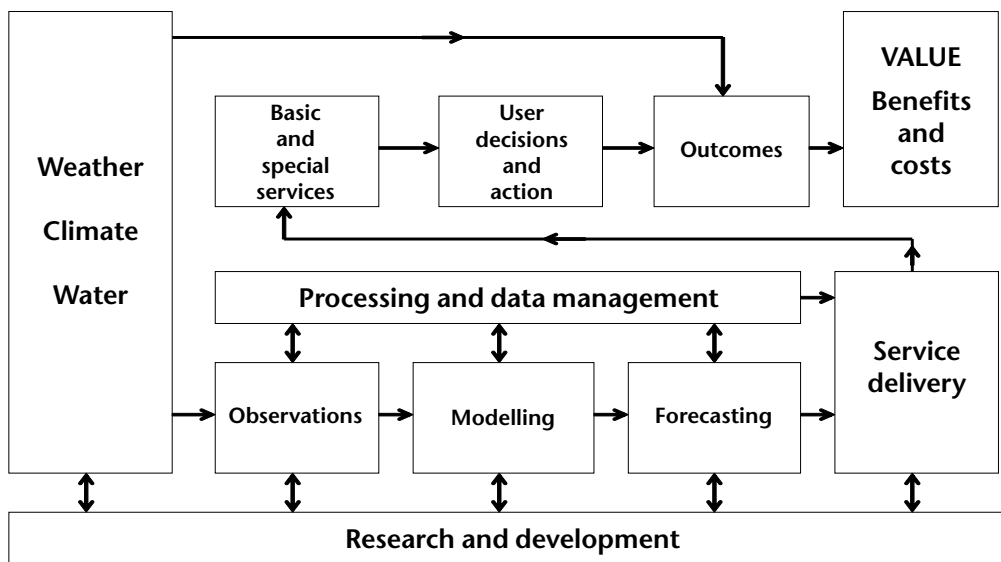 Weather
Climate
Water
Basic
and
special
services
User
decisions
and
action
Outcomes
VALUE
Benefits
and
costs
Processing and data management
Service
delivery
Observations
Modelling
Forecasting
Research and development